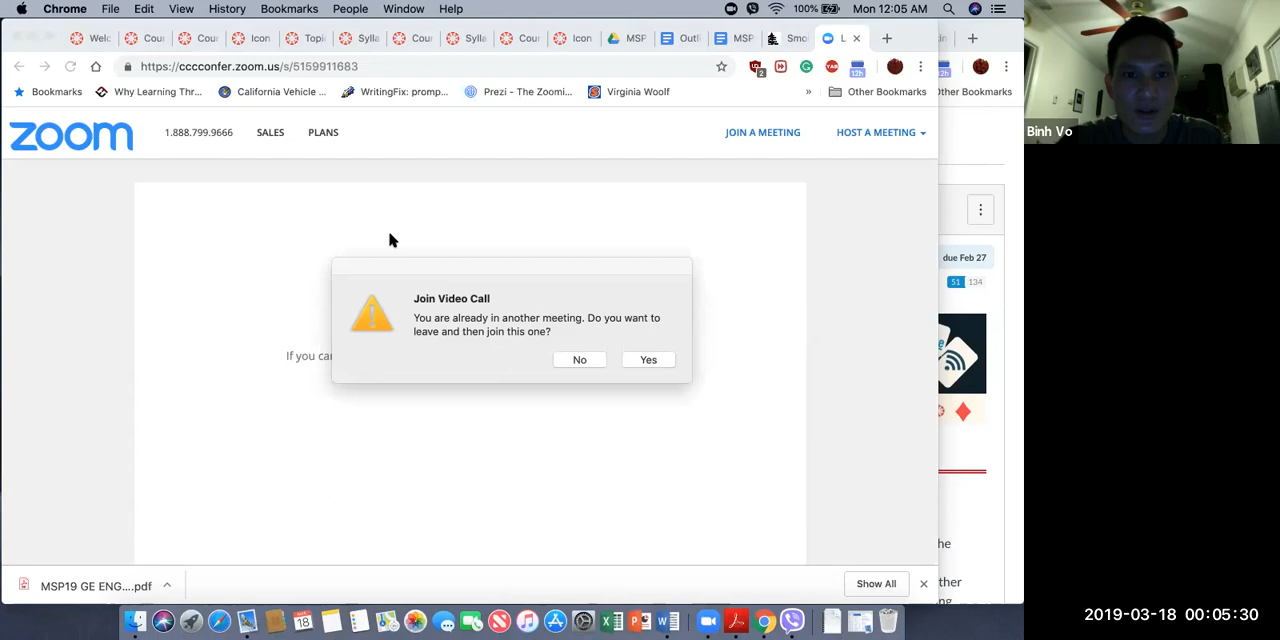 Chrome File Edit View History Bookmarks People Window Help 100% Mon 12:05 AM
Welc Cour Cour Icon Topi Sylla Cour Sylla Cour Icon MSP Outl MSP Smo L
https://cccconfer.zoom.us/s/5159911683
2 12h 12h
Bookmarks Why Learning Thr... California Vehicle ... WritingFix: promp... Prezi - The Zoomi... Virginia Woolf » Other Bookmarks Other Bookmarks
Binh Vo
zoom 1.888.799.9666 SALES PLANS JOIN A MEETING HOST A MEETING
due Feb 27
51 134
Join Video Call
You are already in another meeting. Do you want to
leave and then join this one?
If you can
No Yes
he
ther
MSP19 GE ENG....pdf Show All
18
2019-03-18 00:05:30